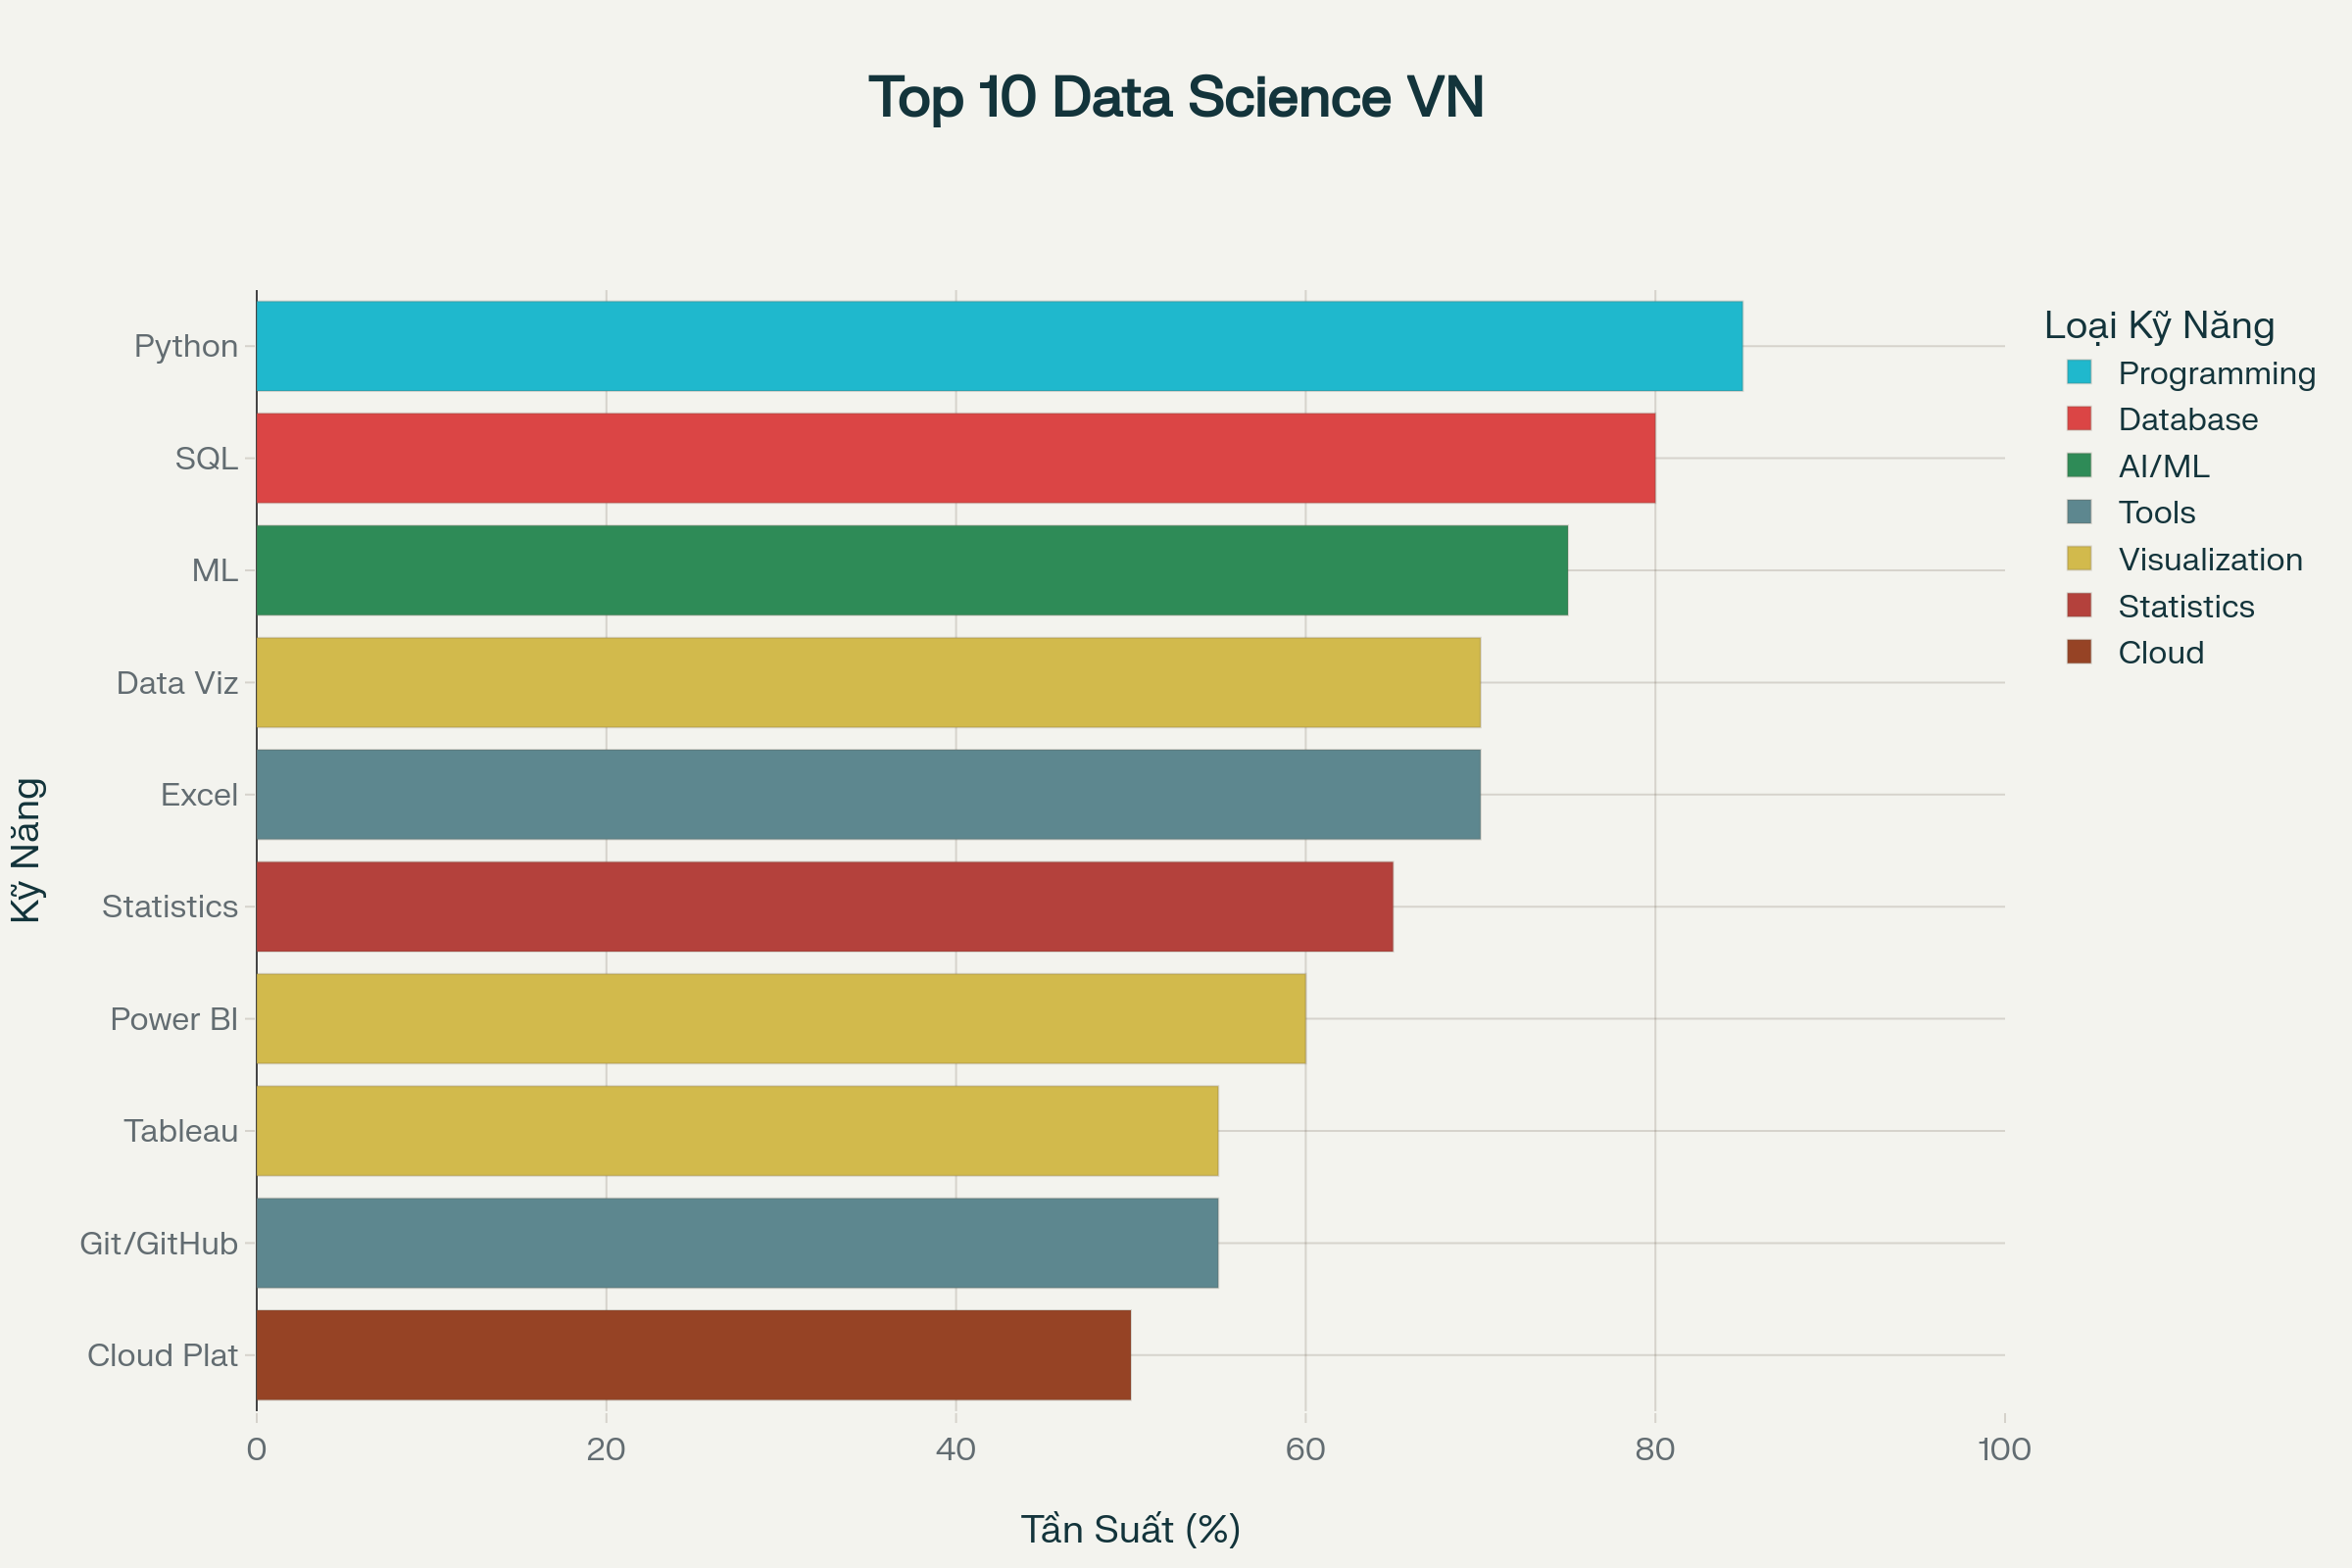 Top 10 Data Science VN
Kỹ Năng
Python
SQL
ML
Data Viz
Excel
Statistics
Power BI
Tableau
Git/GitHub
Cloud Plat
0 20 40 60 80 100
Tần Suất (%)
Loại Kỹ Năng
Programming
Database
AI/ML
Tools
Visualization
Statistics
Cloud